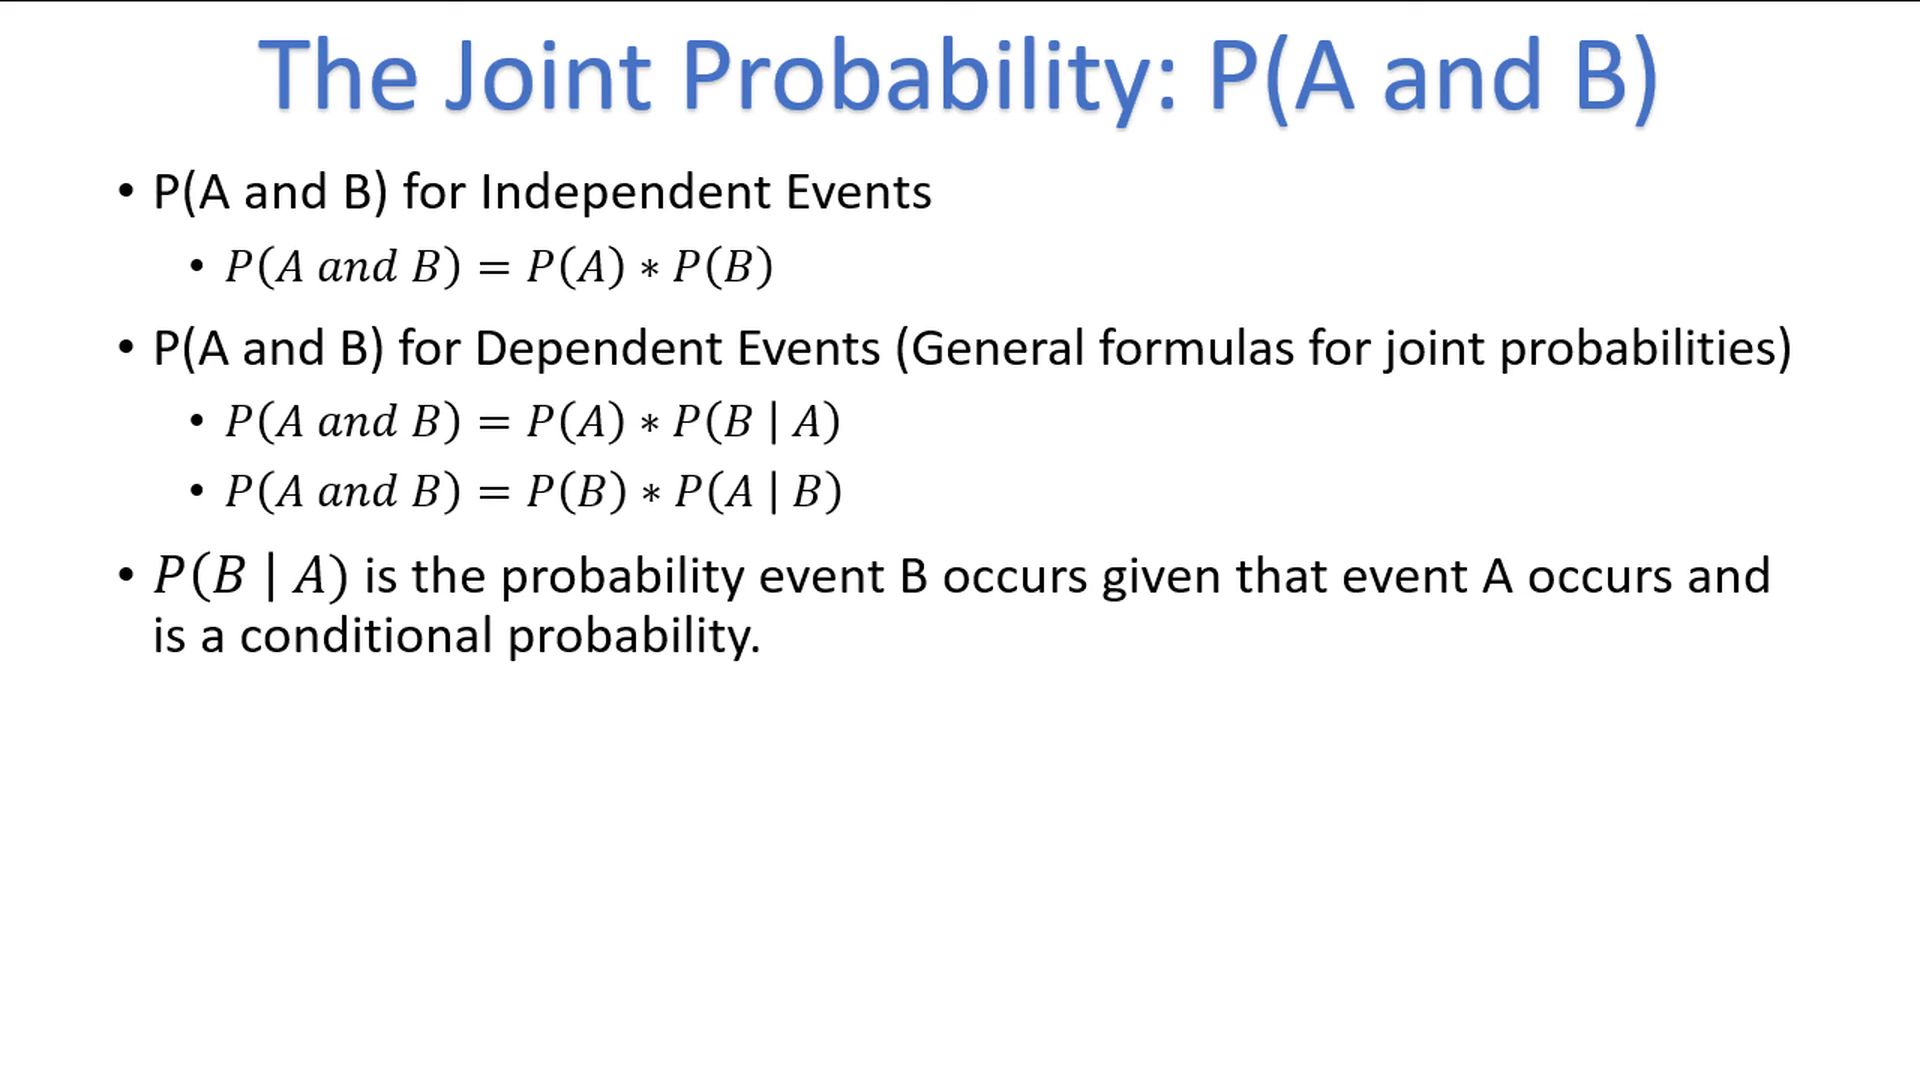 The Joint Probability: P(A and B)
• P(A and B) for Independent Events
• P(A and B) = P(A) ∗ P(B)
• P(A and B) for Dependent Events (General formulas for joint probabilities)
• P(A and B) = P(A) ∗ P(B | A)
• P(A and B) = P(B) ∗ P(A | B)
• P(B | A) is the probability event B occurs given that event A occurs and
is a conditional probability.